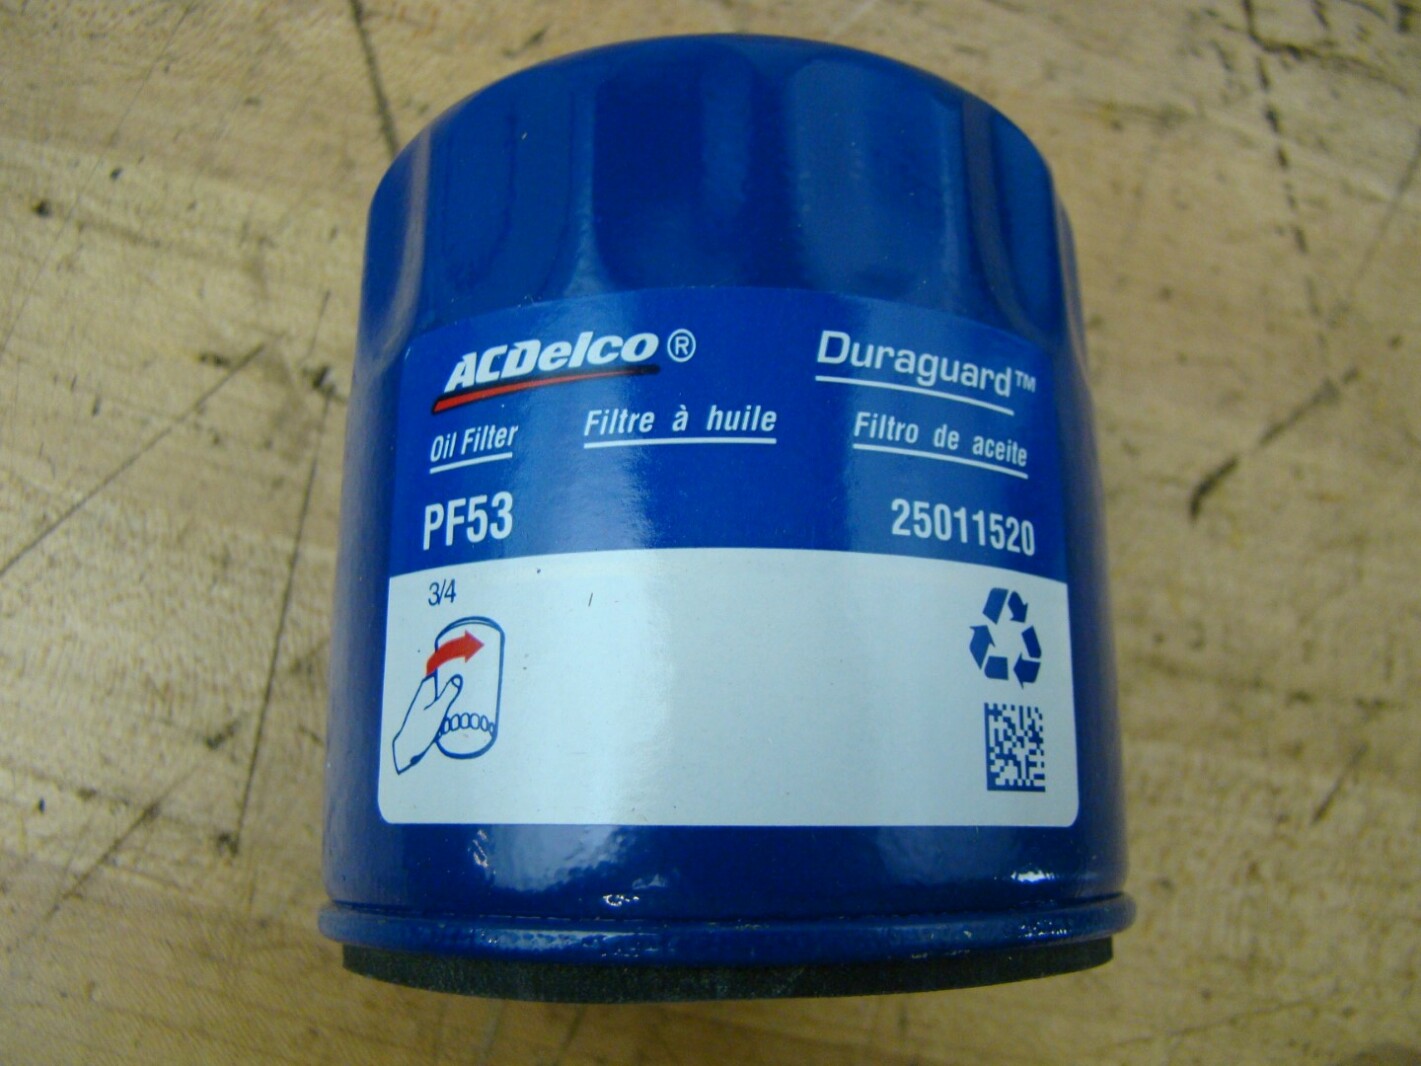 ACDelco® Duraguard™
Oil Filter Filtre à huile Filtro de aceite
PF53 25011520
3/4